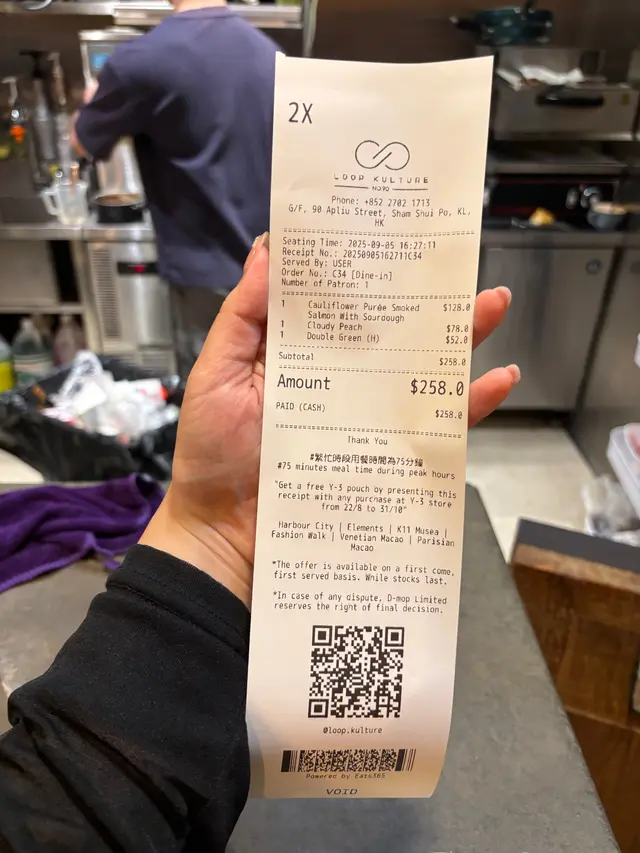 2X
LOOP KULTURE
NO.90
Phone: +852 2702 1713
G/F, 90 Apliu Street, Sham Shui Po, KL,
HK
Seating Time: 2025-09-05 16:27:11
Receipt No.: 20250905162711C34
Served By: USER
Order No.: C34 [Dine-in]
Number of Patron: 1
1 Cauliflower Purée Smoked $128.0
Salmon With Sourdough
1 Cloudy Peach $78.0
1 Double Green (H) $52.0
Subtotal $258.0
Amount $258.0
PAID (CASH) $258.0
Thank You
#繁忙時段用餐時間為75分鐘
#75 minutes meal time during peak hours
"Get a free Y-3 pouch by presenting this
receipt with any purchase at Y-3 store
from 22/8 to 31/10"
Harbour City | Elements | K11 Musea |
Fashion Walk | Venetian Macao | Parisian
Macao
*The offer is available on a first come,
first served basis. While stocks last.
*In case of any dispute, D-mop Limited
reserves the right of final decision.
@loop.kulture
Powered by Eats365
VOID